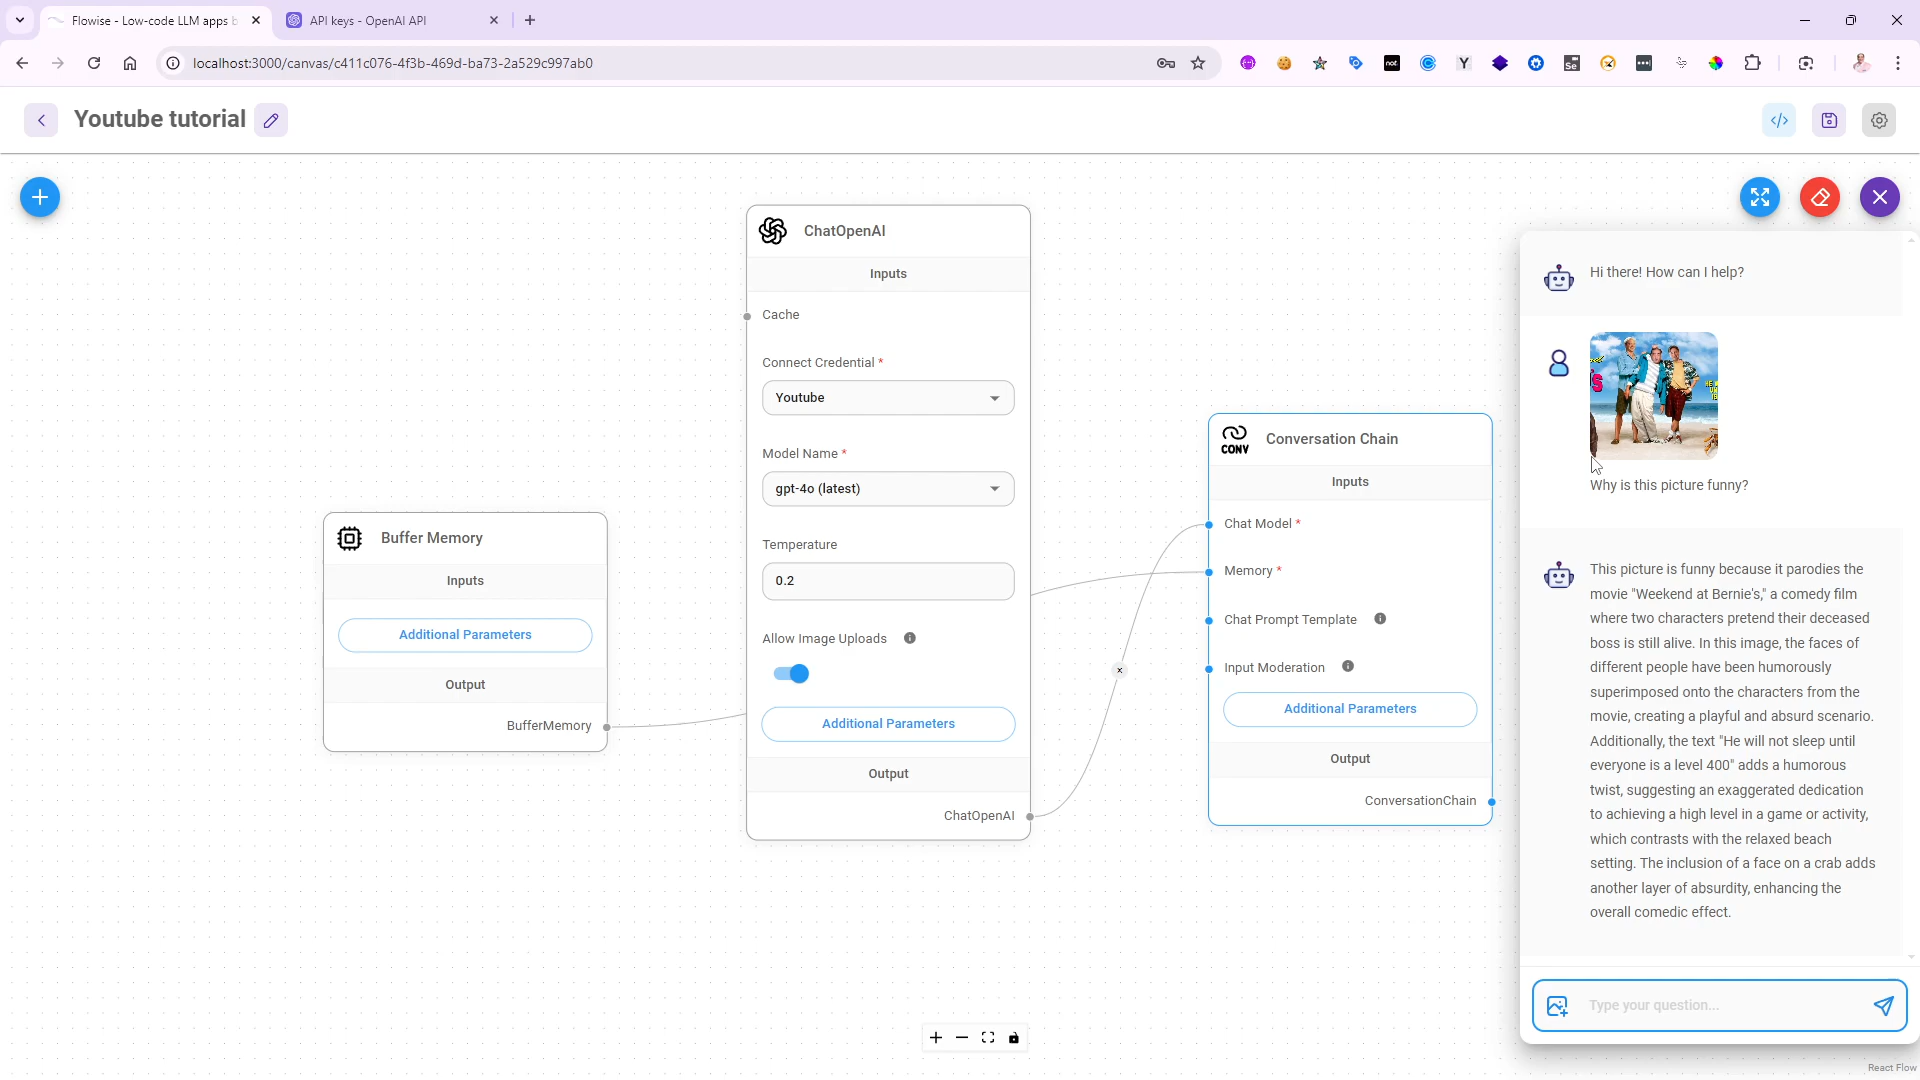 Flowise - Low-code LLM apps b
API keys - OpenAI API
localhost:3000/canvas/c411c076-4f3b-469d-ba73-2a529c997ab0
Youtube tutorial
ChatOpenAI
Inputs
Cache
Connect Credential *
Youtube
Model Name *
gpt-4o (latest)
Temperature
0.2
Allow Image Uploads
Additional Parameters
Output
ChatOpenAI
Buffer Memory
Inputs
Additional Parameters
Output
BufferMemory
CONV
Conversation Chain
Inputs
Chat Model *
Memory *
Chat Prompt Template
Input Moderation
Additional Parameters
Output
ConversationChain
Hi there! How can I help?
Why is this picture funny?
This picture is funny because it parodies the
movie "Weekend at Bernie's," a comedy film
where two characters pretend their deceased
boss is still alive. In this image, the faces of
different people have been humorously
superimposed onto the characters from the
movie, creating a playful and absurd scenario.
Additionally, the text "He will not sleep until
everyone is a level 400" adds a humorous
twist, suggesting an exaggerated dedication
to achieving a high level in a game or activity,
which contrasts with the relaxed beach
setting. The inclusion of a face on a crab adds
another layer of absurdity, enhancing the
overall comedic effect.
Type your question...
React Flow